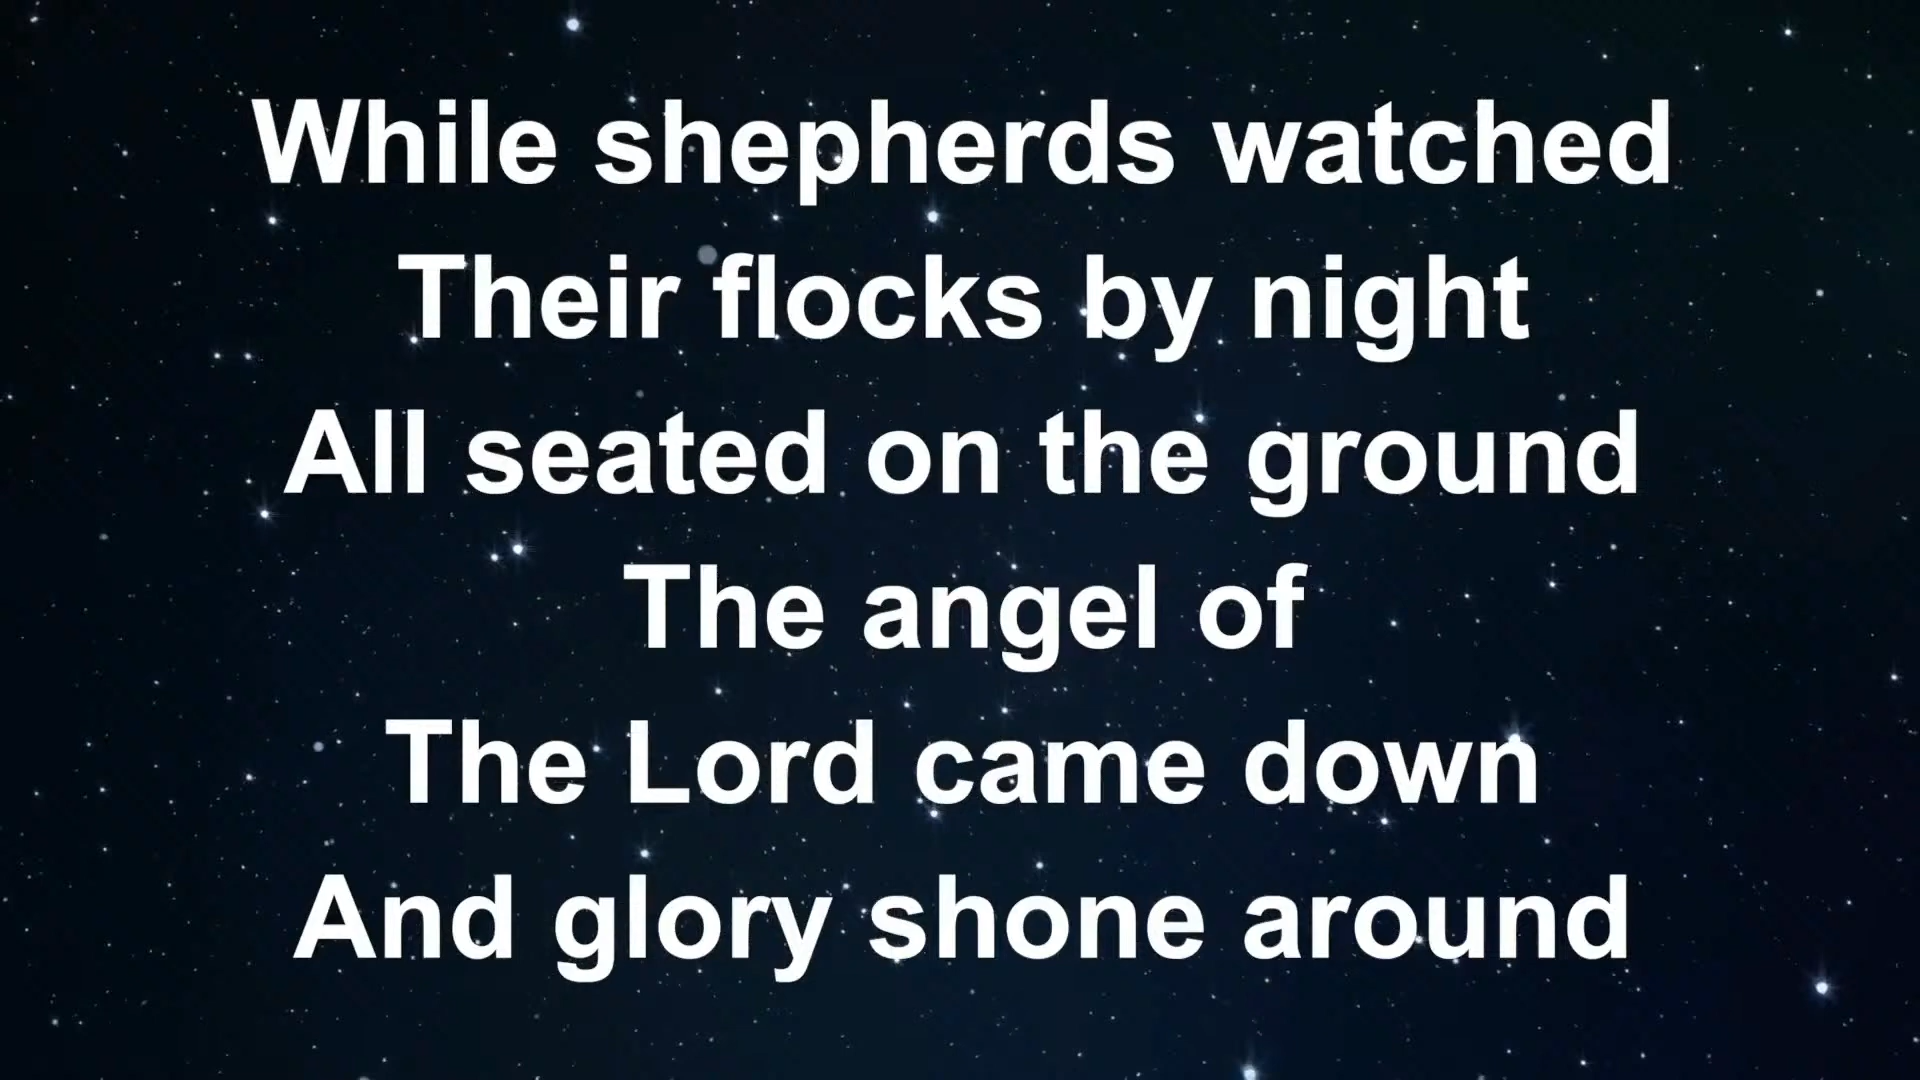 While shepherds watched
Their flocks by night
All seated on the ground
The angel of
The Lord came down
And glory shone around